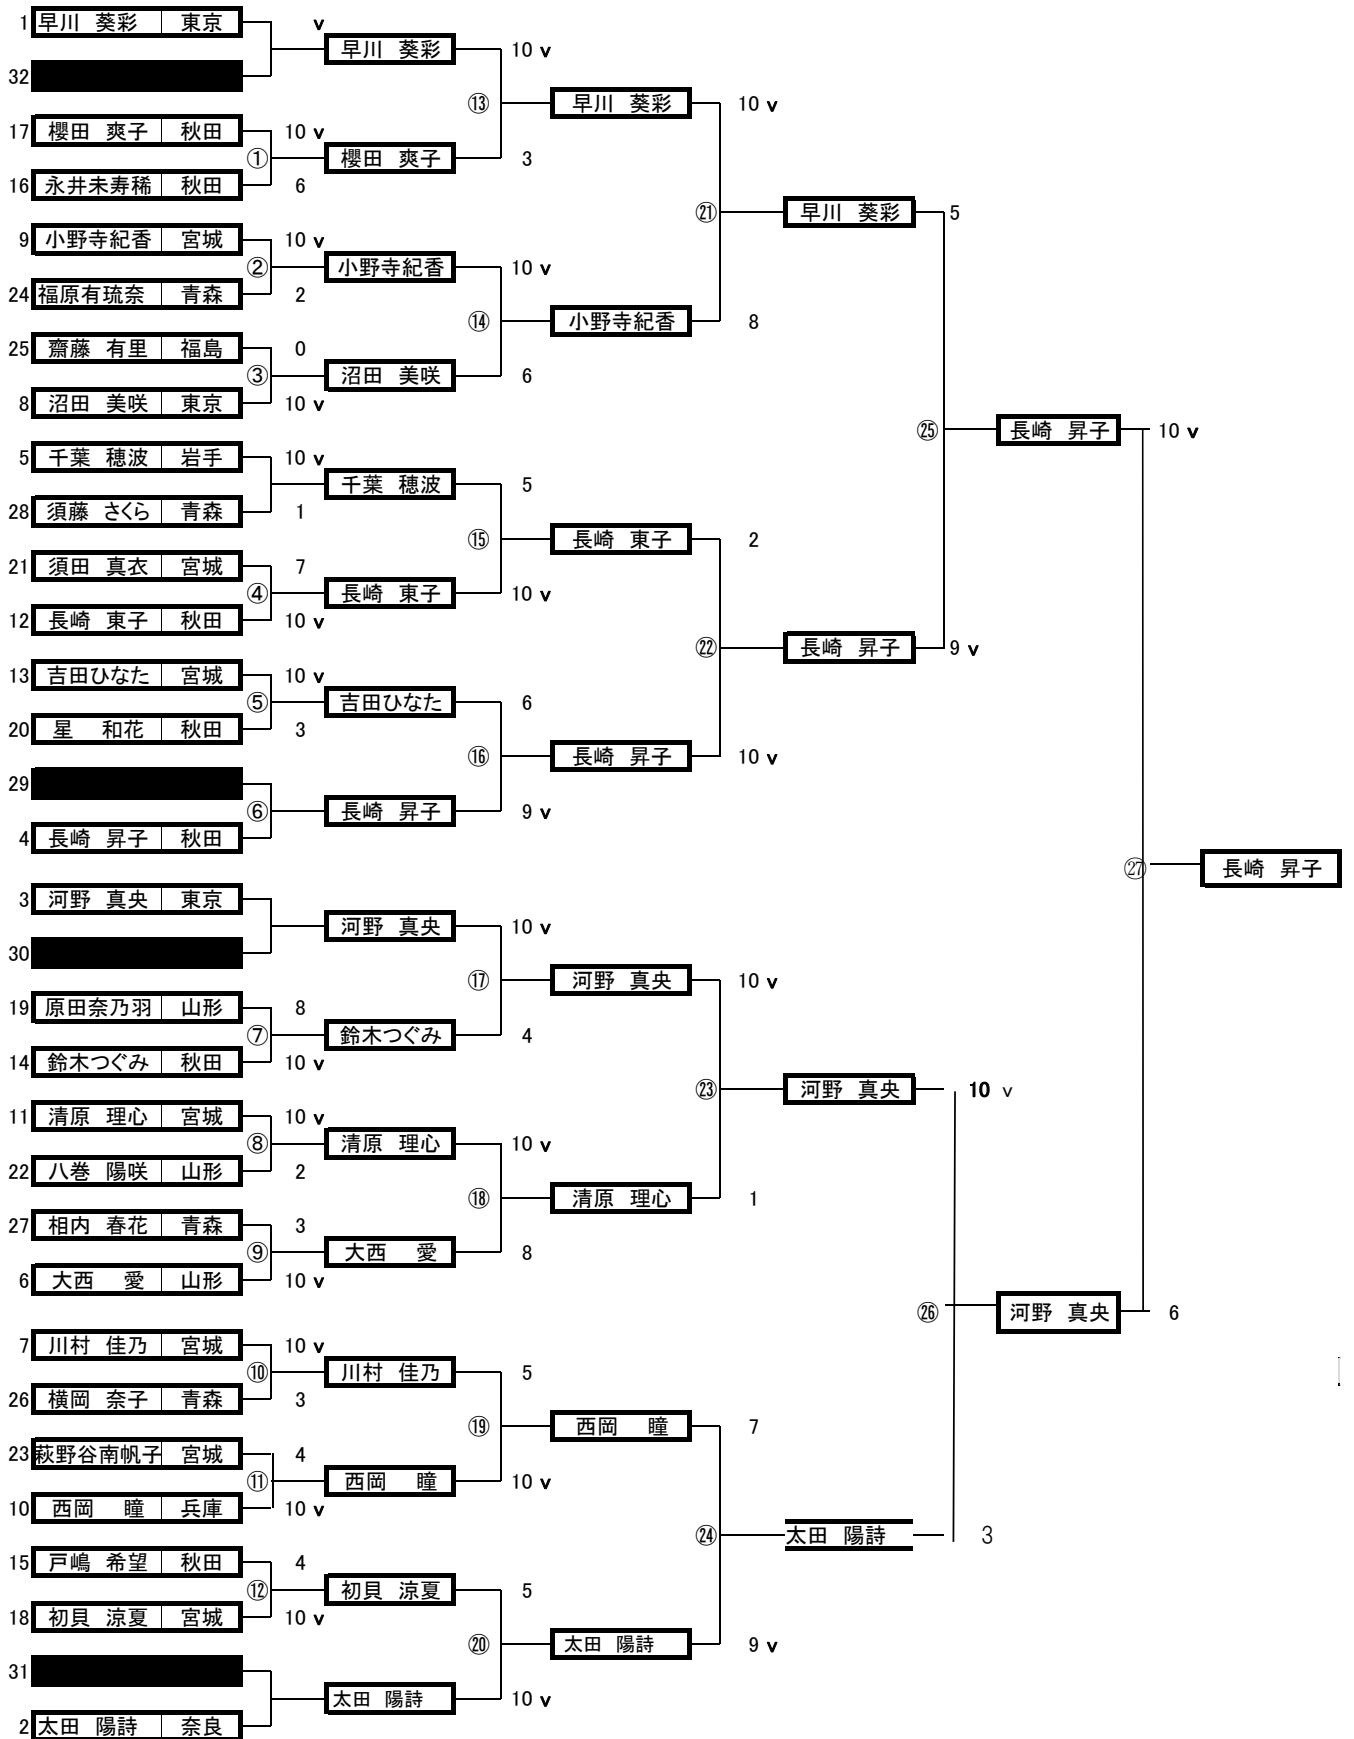 1 早川 葵彩 東京 v
早川 葵彩 10 v
32
⑬ 早川 葵彩 10 v
17 櫻田 爽子 秋田 10 v
① 櫻田 爽子 3
16 永井未寿稀 秋田 6
㉑ 早川 葵彩 5
9 小野寺紀香 宮城 10 v
② 小野寺紀香 10 v
24 福原有琉奈 青森 2
⑭ 小野寺紀香 8
25 齋藤 有里 福島 0
③ 沼田 美咲 6
8 沼田 美咲 東京 10 v
㉕ 長崎 昇子 10 v
5 千葉 穂波 岩手 10 v
千葉 穂波 5
28 須藤 さくら 青森 1
⑮ 長崎 東子 2
21 須田 真衣 宮城 7
④ 長崎 東子 10 v
12 長崎 東子 秋田 10 v
㉒ 長崎 昇子 9 v
13 吉田ひなた 宮城 10 v
⑤ 吉田ひなた 6
20 星 和花 秋田 3
⑯ 長崎 昇子 10 v
29
⑥ 長崎 昇子 9 v
4 長崎 昇子 秋田
㉗ 長崎 昇子
3 河野 真央 東京
河野 真央 10 v
30
⑰ 河野 真央 10 v
19 原田奈乃羽 山形 8
⑦ 鈴木つぐみ 4
14 鈴木つぐみ 秋田 10 v
㉓ 河野 真央 10 v
11 清原 理心 宮城 10 v
⑧ 清原 理心 10 v
22 八巻 陽咲 山形 2
⑱ 清原 理心 1
27 相内 春花 青森 3
⑨ 大西 愛 8
6 大西 愛 山形 10 v
㉖ 河野 真央 6
7 川村 佳乃 宮城 10 v
⑩ 川村 佳乃 5
26 横岡 奈子 青森 3
⑲ 西岡 瞳 7
23 萩野谷南帆子 宮城 4
⑪ 西岡 瞳 10 v
10 西岡 瞳 兵庫 10 v
㉔ 太田 陽詩 3
15 戸嶋 希望 秋田 4
⑫ 初貝 涼夏 5
18 初貝 涼夏 宮城 10 v
⑳ 太田 陽詩 9 v
31
太田 陽詩 10 v
2 太田 陽詩 奈良